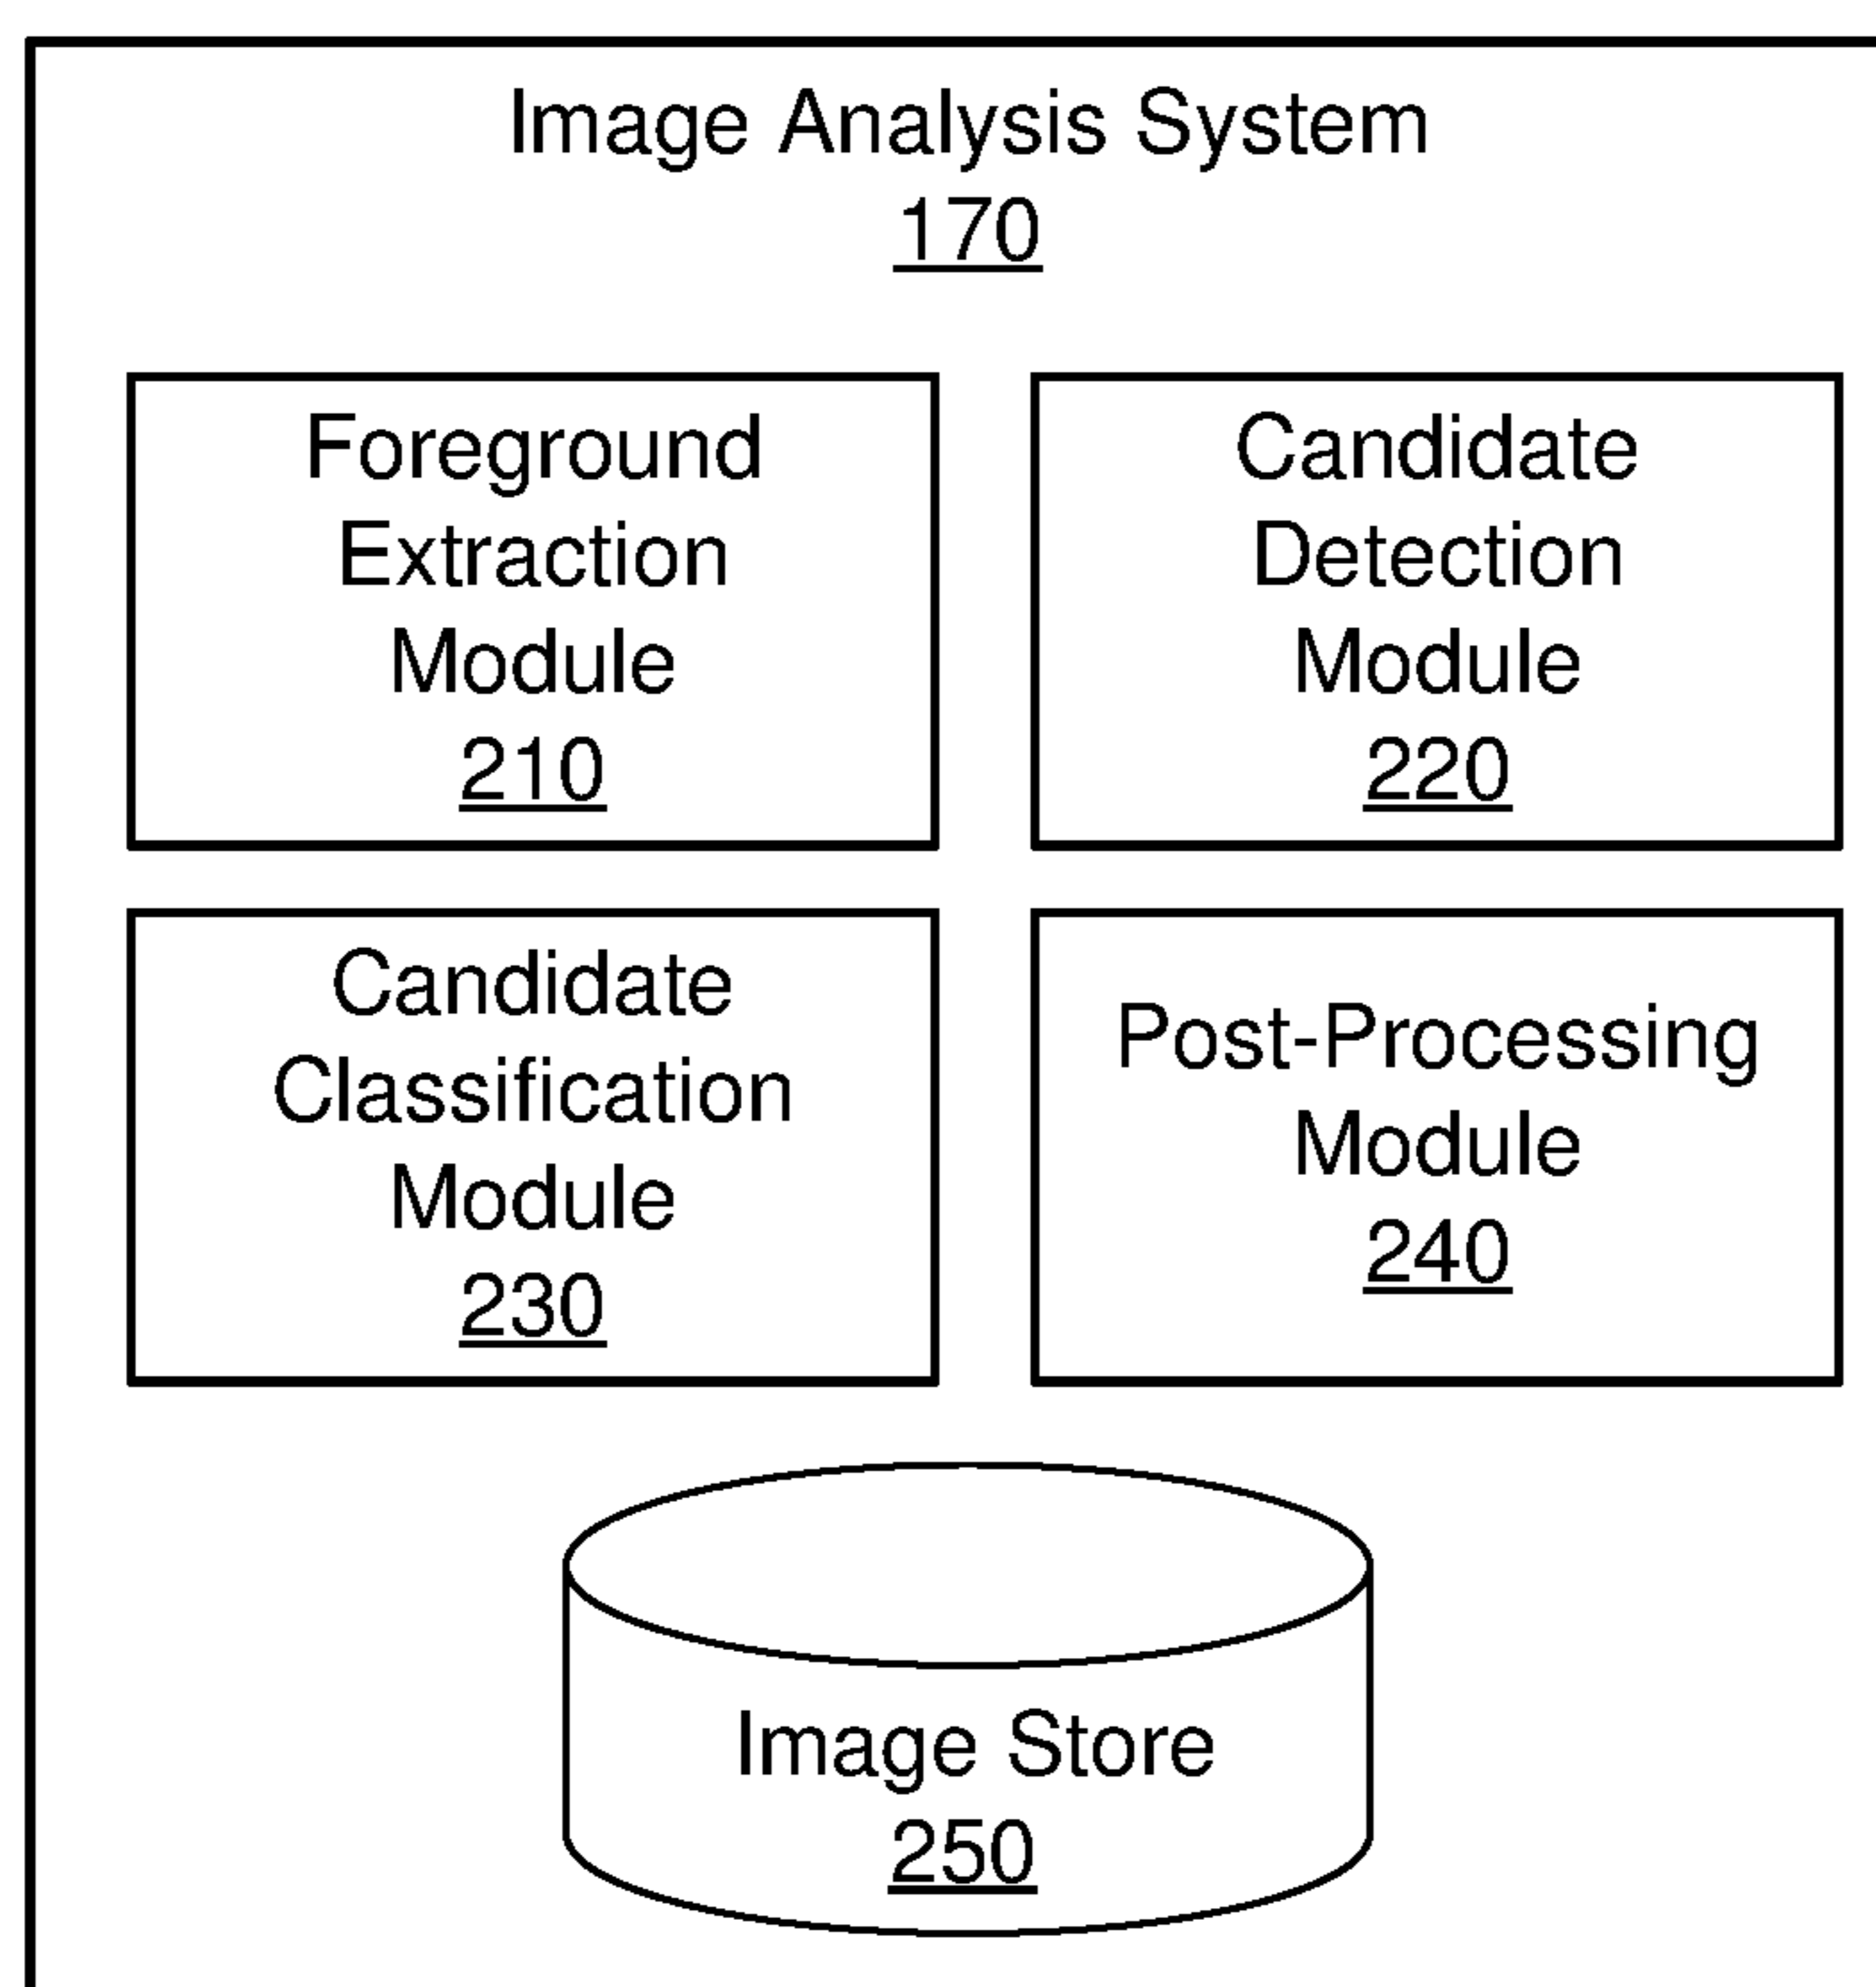 Image Analysis System
170
Foreground
Extraction
Module
210
Candidate
Detection
Module
220
Candidate
Classification
Module
230
Post-Processing
Module
240
Image Store
250